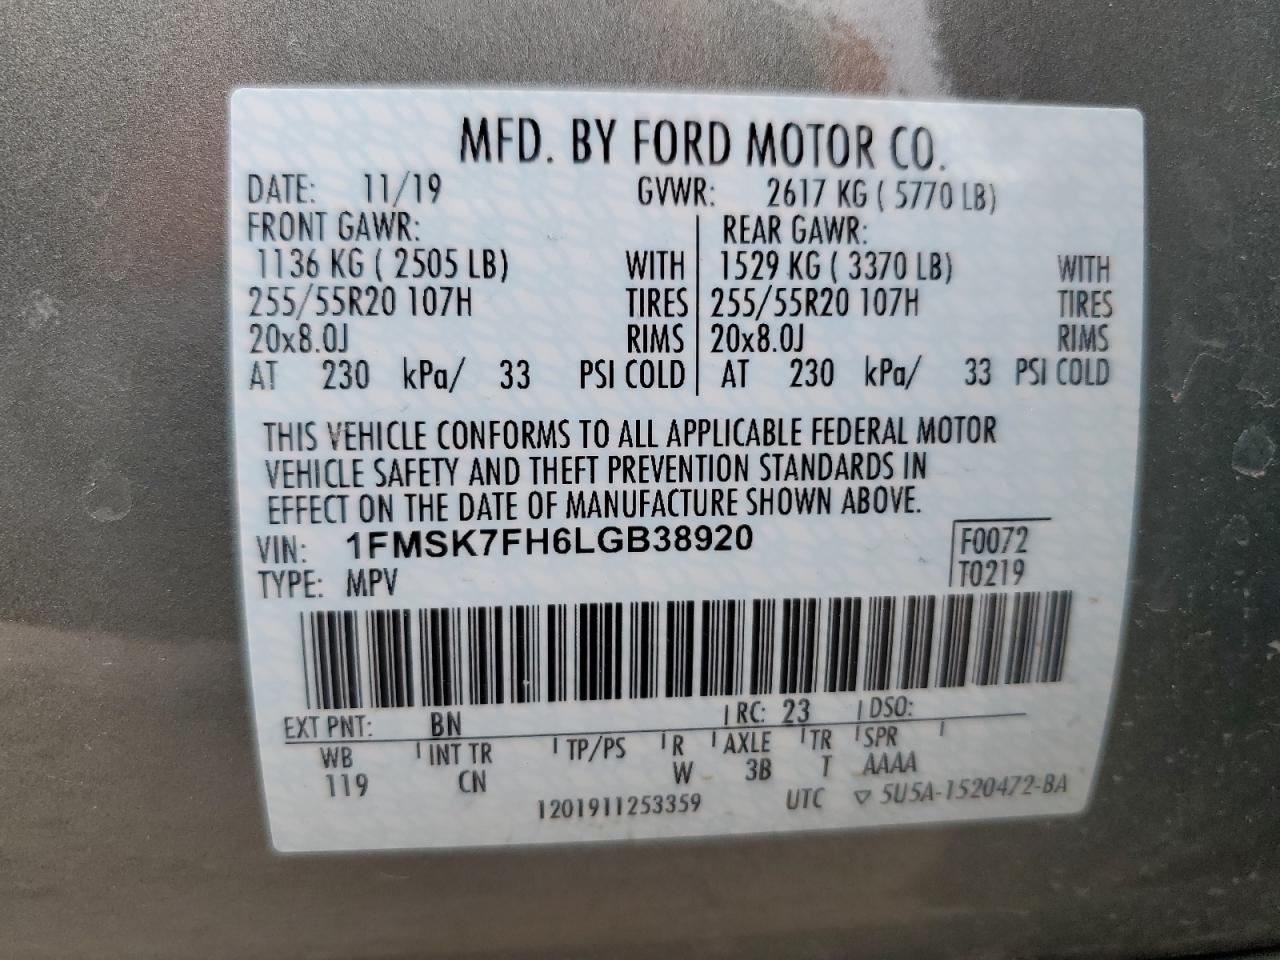 MFD. BY FORD MOTOR CO.
DATE: 11/19 GVWR: 2617 KG ( 5770 LB)
FRONT GAWR: REAR GAWR:
1136 KG ( 2505 LB) WITH 1529 KG ( 3370 LB) WITH
255/55R20 107H TIRES 255/55R20 107H TIRES
20x8.0J RIMS 20x8.0J RIMS
AT 230 kPa/ 33 PSI COLD AT 230 kPa/ 33 PSI COLD
THIS VEHICLE CONFORMS TO ALL APPLICABLE FEDERAL MOTOR
VEHICLE SAFETY AND THEFT PREVENTION STANDARDS IN
EFFECT ON THE DATE OF MANUFACTURE SHOWN ABOVE.
VIN: 1FMSK7FH6LGB38920 F0072
TYPE: MPV T0219
EXT PNT: BN RC: 23 DSO:
WB INT TR TP/PS R AXLE TR SPR
119 CN W 3B T AAAA
1201911253359 UTC ▽ 5U5A-1520472-BA